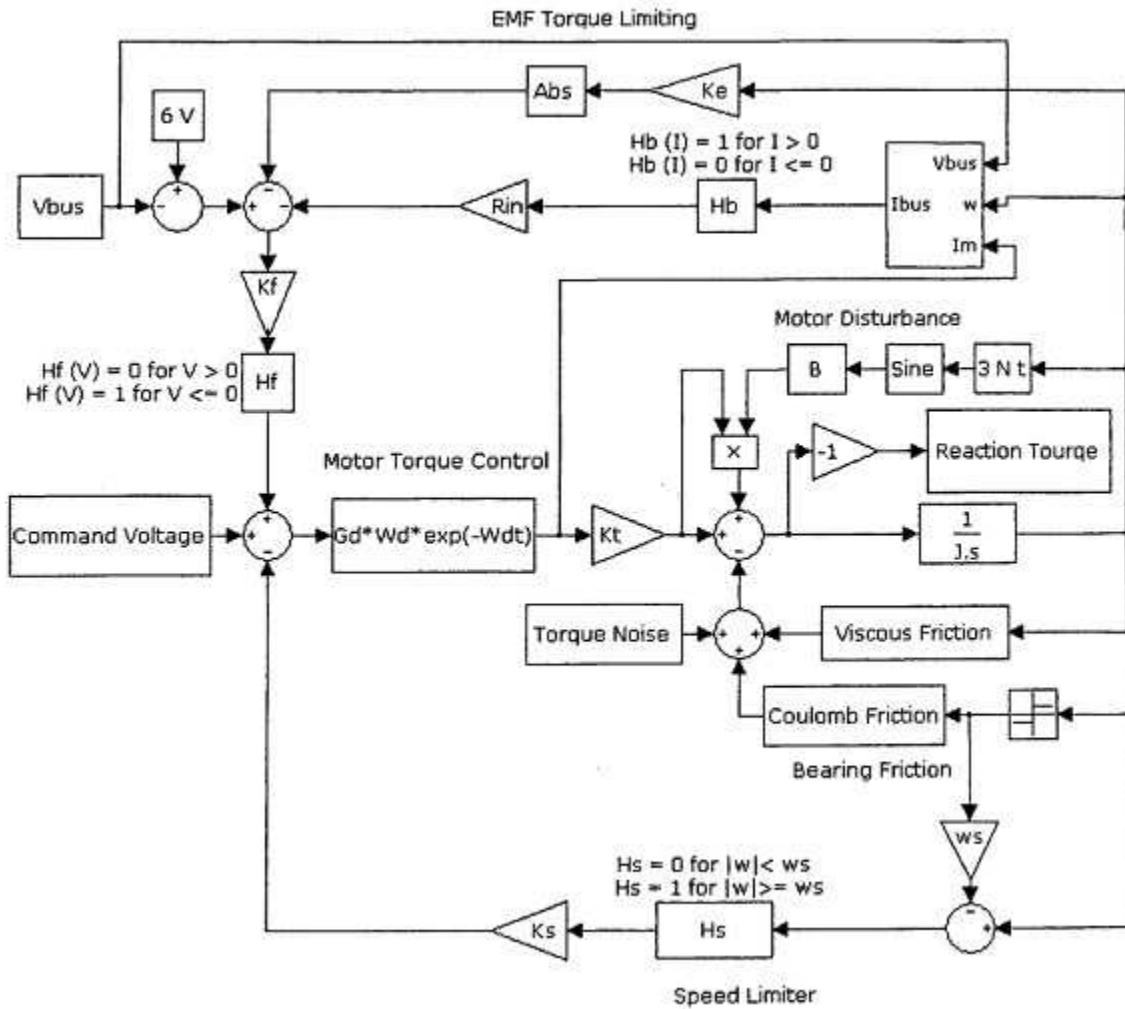 EMF Torque Limiting
Abs
Ke
6 V
Hb (I) = 1 for I > 0
Hb (I) = 0 for I <= 0
Vbus
Vbus
Rin
Hb
Ibus
w
Im
Kf
Motor Disturbance
Hf (V) = 0 for V > 0
Hf (V) = 1 for V <= 0
Hf
B
Sine
3 N t
Motor Torque Control
×
-1
Reaction Tourqe
Command Voltage
Gd*Wd*exp(-Wdt)
Kt
1
J.s
Torque Noise
Viscous Friction
Coulomb Friction
Bearing Friction
ws
Hs = 0 for |w|< ws
Hs = 1 for |w|>= ws
Ks
Hs
Speed Limiter